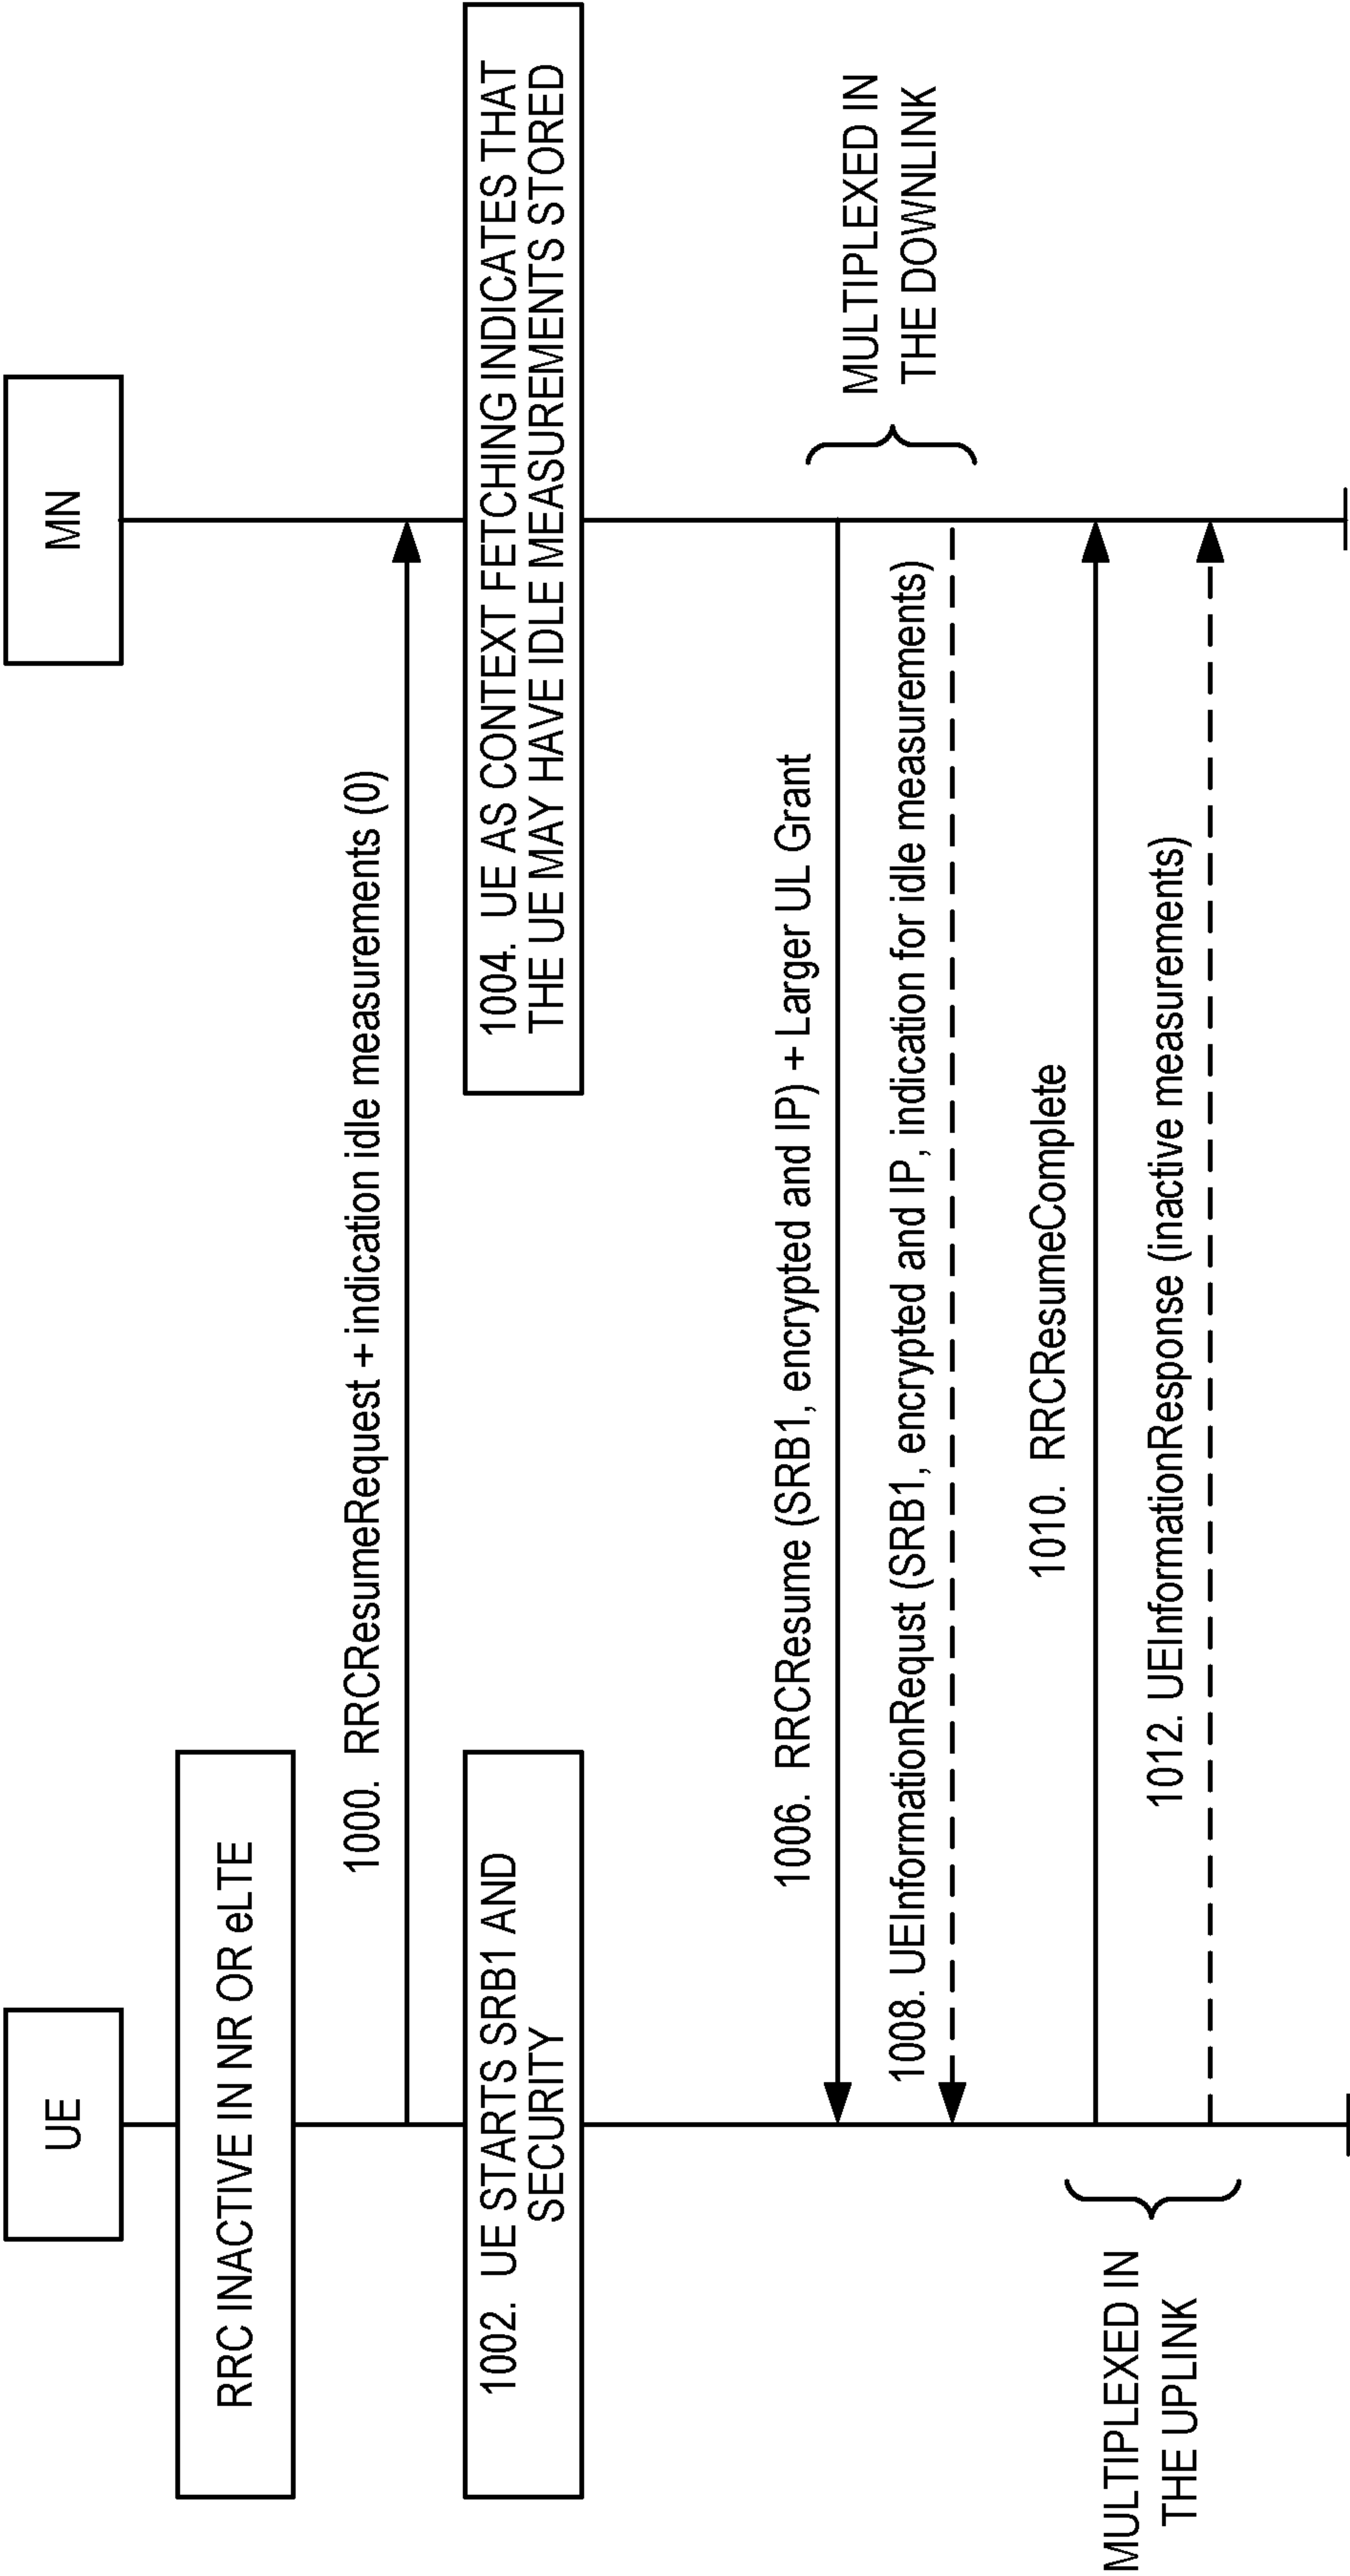 UE
MN
RRC INACTIVE IN NR OR eLTE
1000. RRCResumeRequest + indication idle measurements (0)
1002. UE STARTS SRB1 AND
SECURITY
1004. UE AS CONTEXT FETCHING INDICATES THAT
THE UE MAY HAVE IDLE MEASUREMENTS STORED
1006. RRCResume (SRB1, encrypted and IP) + Larger UL Grant
1008. UEInformationRequst (SRB1, encrypted and IP, indication for idle measurements)
MULTIPLEXED IN
THE DOWNLINK
1010. RRCResumeComplete
1012. UEInformationResponse (inactive measurements)
MULTIPLEXED IN
THE UPLINK